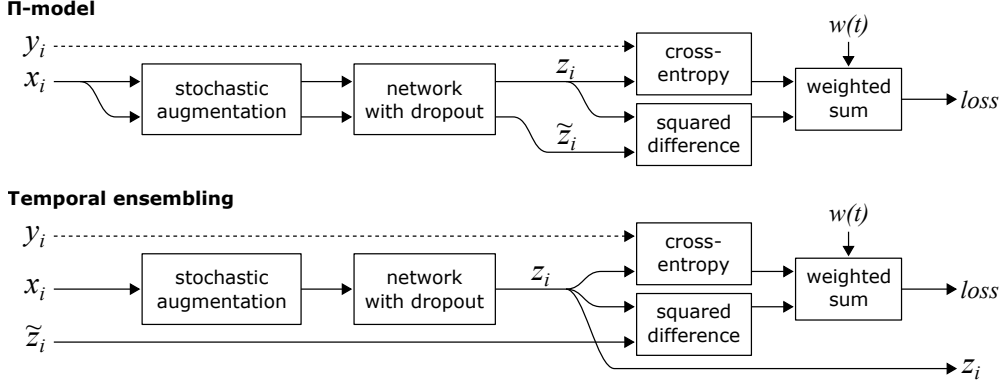 Π-model
y_i
x_i
stochastic
augmentation
network
with dropout
z_i
z̃_i
cross-
entropy
squared
difference
w(t)
weighted
sum
loss
Temporal ensembling
y_i
x_i
z̃_i
stochastic
augmentation
network
with dropout
z_i
cross-
entropy
squared
difference
w(t)
weighted
sum
loss
z_i